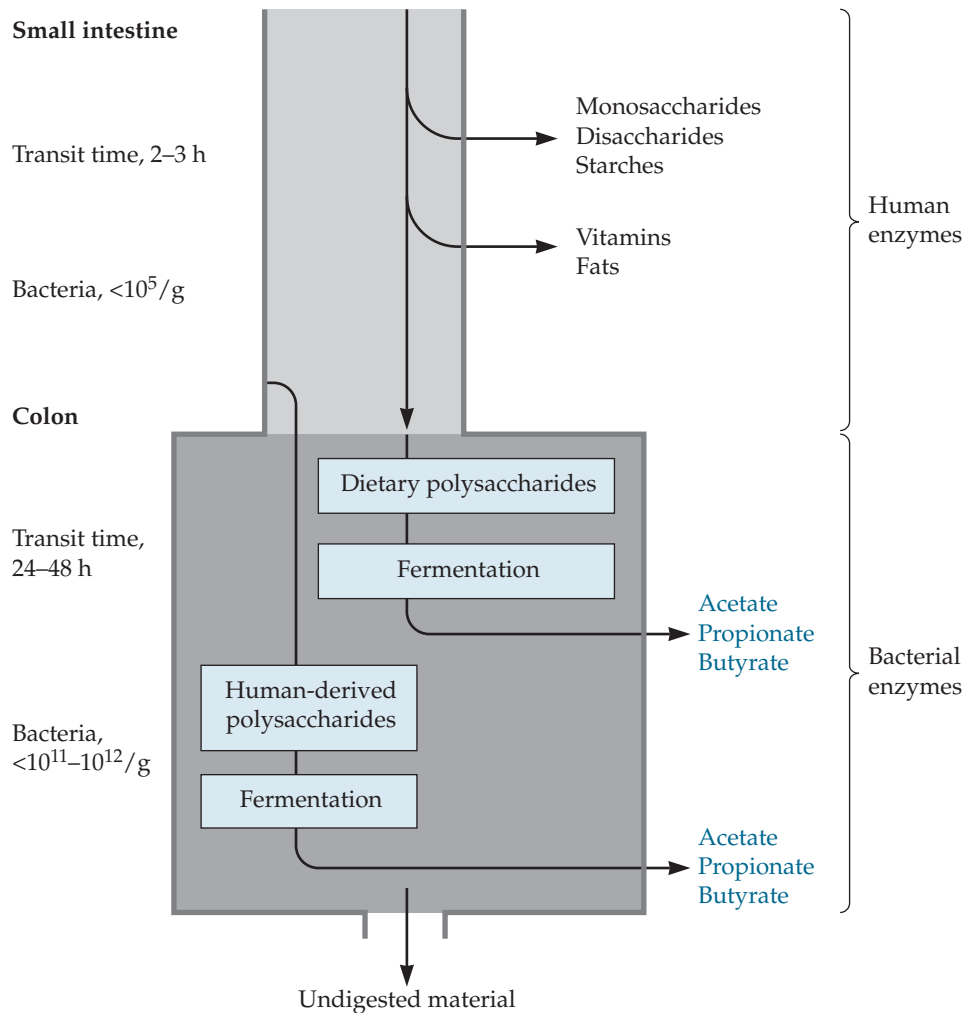 Small intestine
Transit time, 2–3 h
Bacteria, <10⁵/g
Monosaccharides
Disaccharides
Starches
Vitamins
Fats
Human
enzymes
Colon
Transit time,
24–48 h
Bacteria,
<10¹¹–10¹²/g
Dietary polysaccharides
Fermentation
Acetate
Propionate
Butyrate
Human-derived
polysaccharides
Fermentation
Acetate
Propionate
Butyrate
Bacterial
enzymes
Undigested material